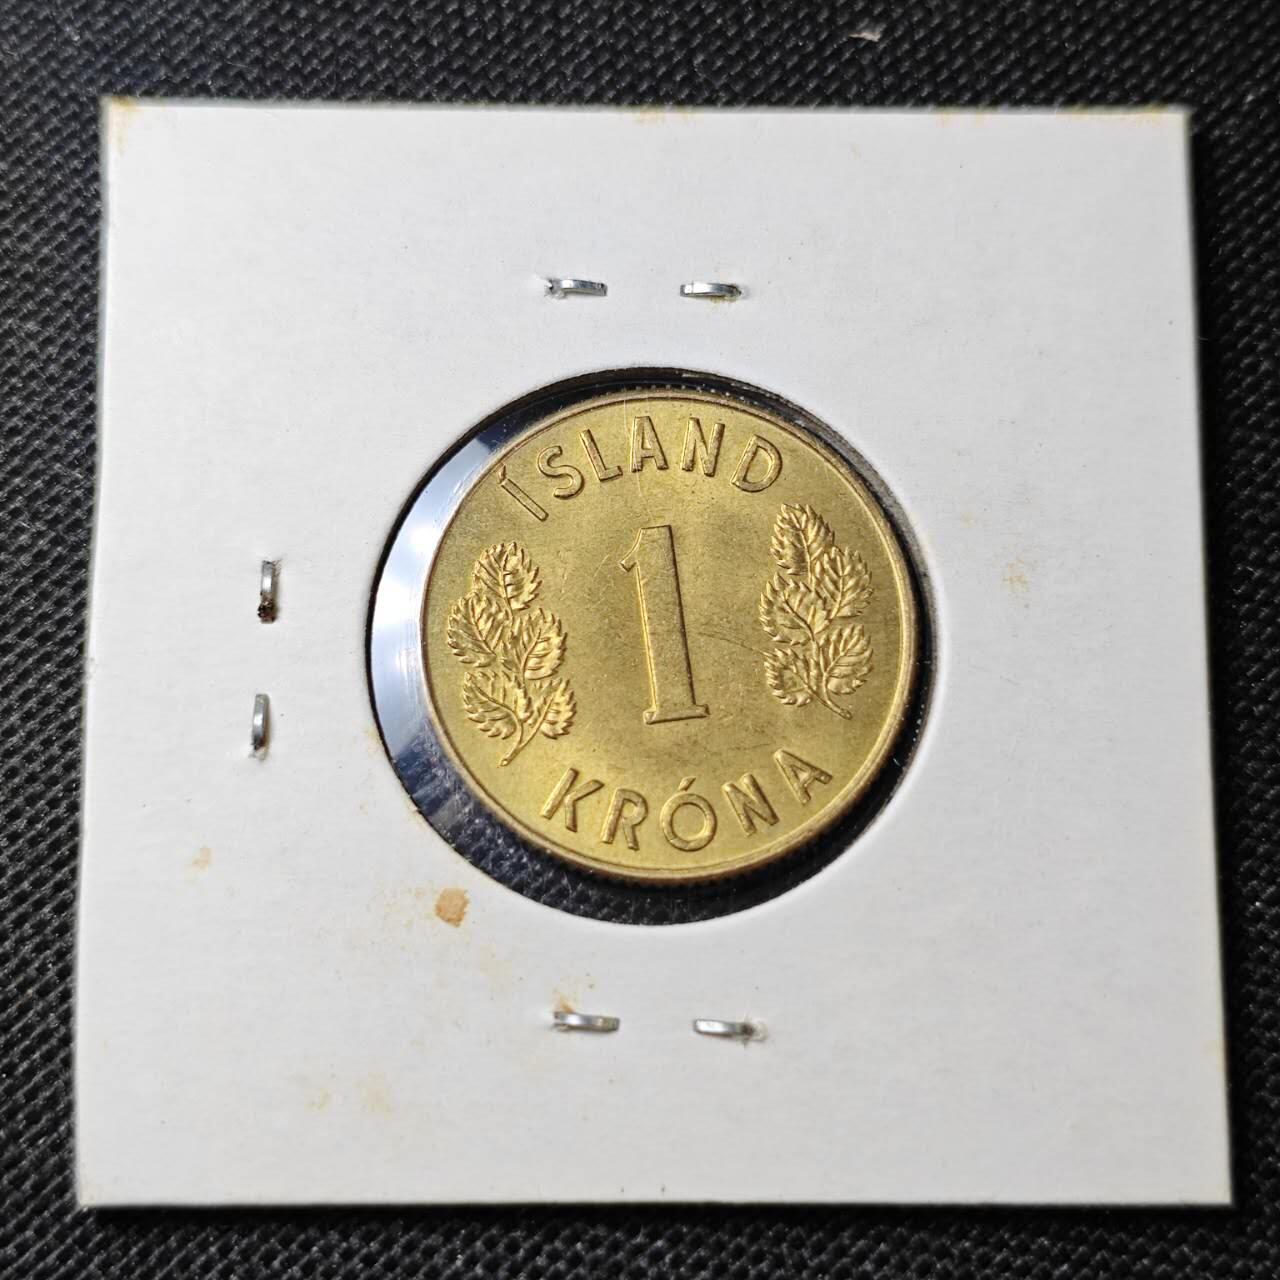 ÍSLAND
1
KRÓNA